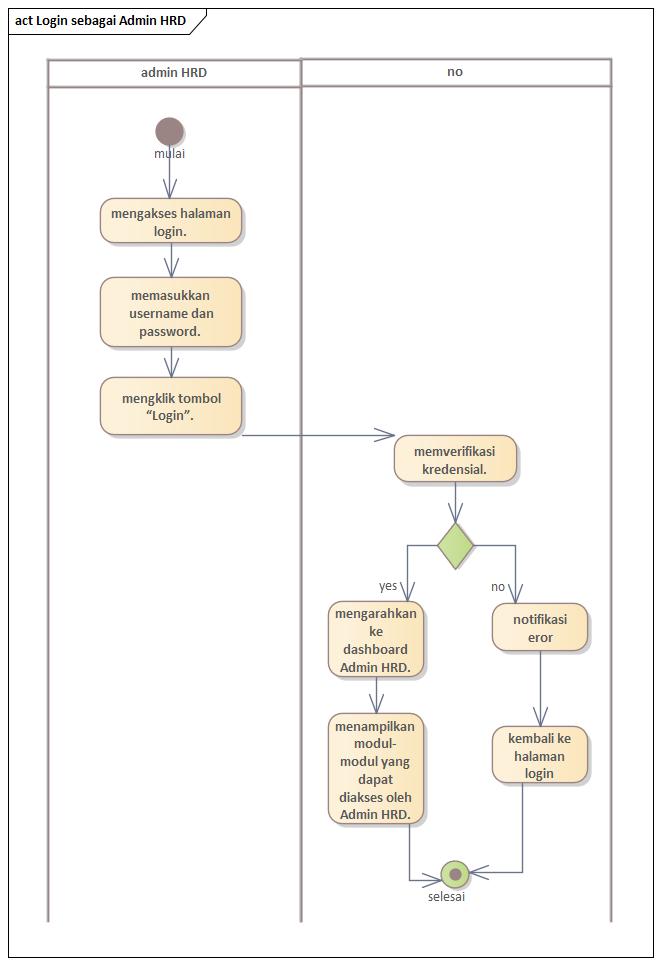 act Login sebagai Admin HRD
admin HRD
no
mulai
mengakses halaman
login.
memasukkan
username dan
password.
mengklik tombol
“Login”.
memverifikasi
kredensial.
yes
no
mengarahkan
ke
dashboard
Admin HRD.
notifikasi
eror
menampilkan
modul-
modul yang
dapat
diakses oleh
Admin HRD.
kembali ke
halaman
login
selesai